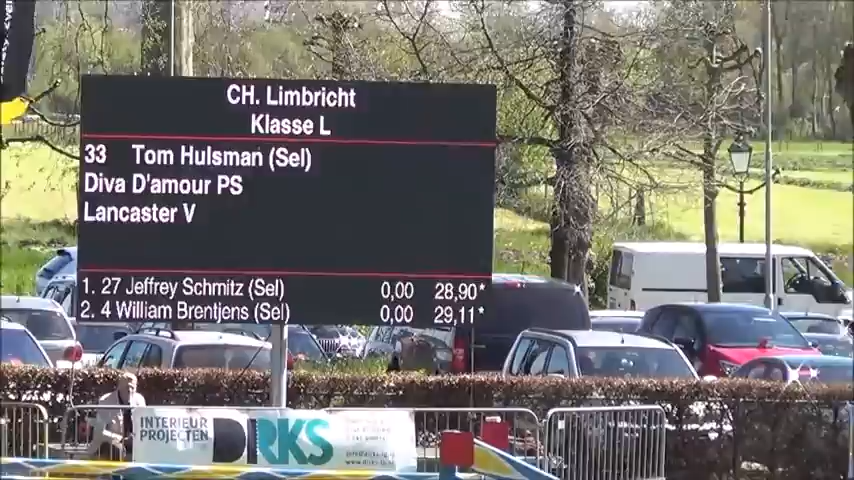 CH. Limbricht
Klasse L
33 Tom Hulsman (Sel)
Diva D'amour PS
Lancaster V
1. 27 Jeffrey Schmitz (Sel) 0,00 28,90*
2. 4 William Brentjens (Sel) 0,00 29,11*
INTERIEUR
PROJECTEN
DIRKS